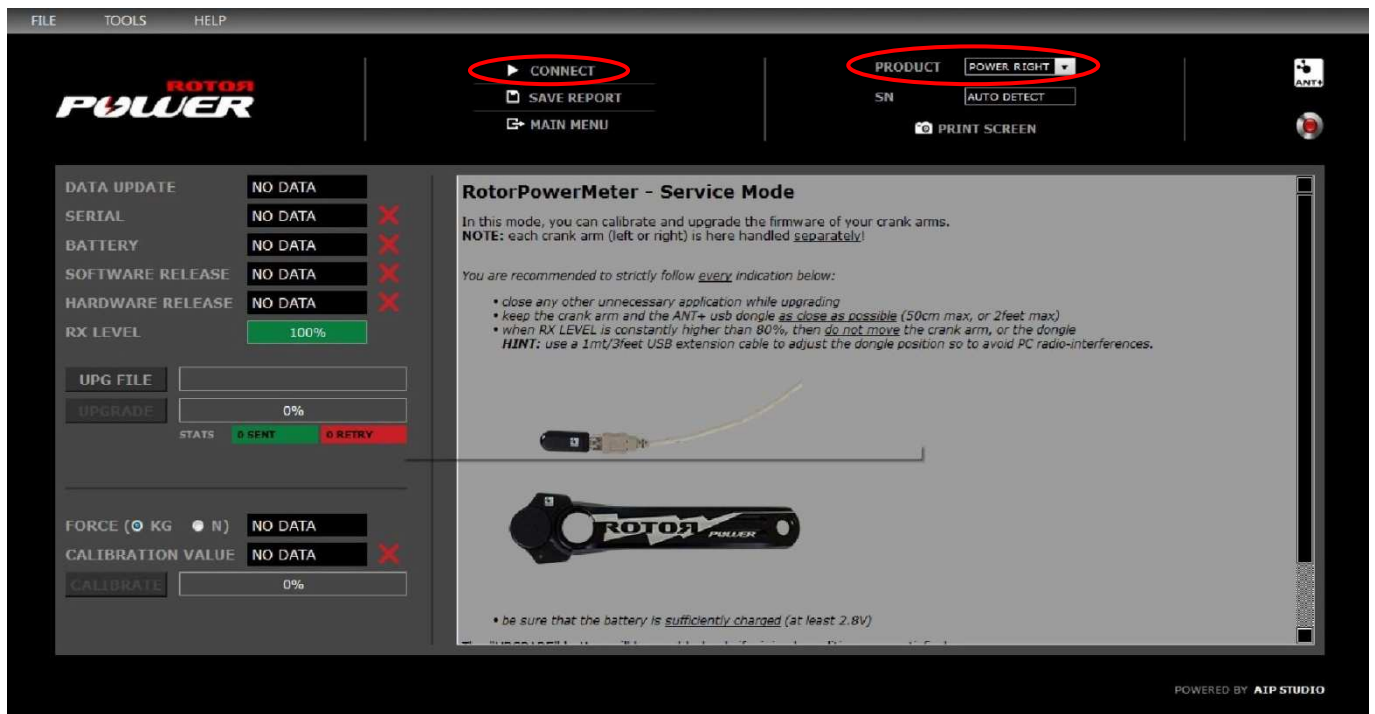 FILE TOOLS HELP
ROTOR
POWER
CONNECT
SAVE REPORT
MAIN MENU
PRODUCT POWER RIGHT
SN AUTO DETECT
PRINT SCREEN
ANT+
DATA UPDATE NO DATA
SERIAL NO DATA
BATTERY NO DATA
SOFTWARE RELEASE NO DATA
HARDWARE RELEASE NO DATA
RX LEVEL 100%
UPG FILE
UPGRADE 0%
STATS 0 SENT 0 RETRY
FORCE (KG N) NO DATA
CALIBRATION VALUE NO DATA
CALIBRATE 0%
RotorPowerMeter - Service Mode
In this mode, you can calibrate and upgrade the firmware of your crank arms.
NOTE: each crank arm (left or right) is here handled separately!
You are recommended to strictly follow every indication below:
• close any other unnecessary application while upgrading
• keep the crank arm and the ANT+ usb dongle as close as possible (50cm max, or 2feet max)
• when RX LEVEL is constantly higher than 80%, then do not move the crank arm, or the dongle
HINT: use a 1mt/3feet USB extension cable to adjust the dongle position so to avoid PC radio-interferences.
ROTOR POWER
• be sure that the battery is sufficiently charged (at least 2.8V)
POWERED BY AIP STUDIO